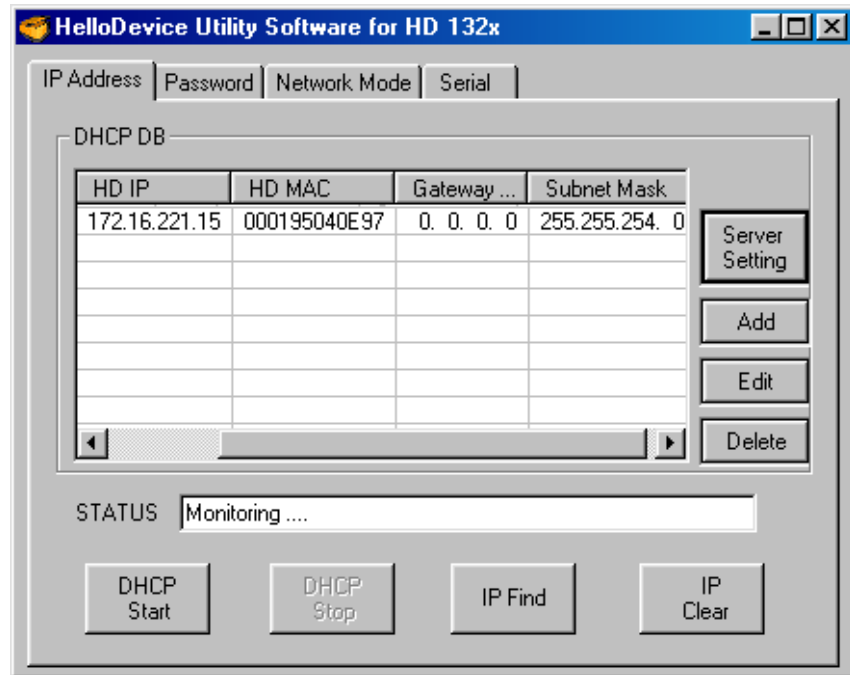 HelloDevice Utility Software for HD 132x
IP Address Password Network Mode Serial
DHCP DB
HD IP HD MAC Gateway ... Subnet Mask
172.16.221.15 000195040E97 0. 0. 0. 0 255.255.254. 0
Server
Setting
Add
Edit
Delete
STATUS Monitoring ....
DHCP
Start
DHCP
Stop
IP Find
IP
Clear